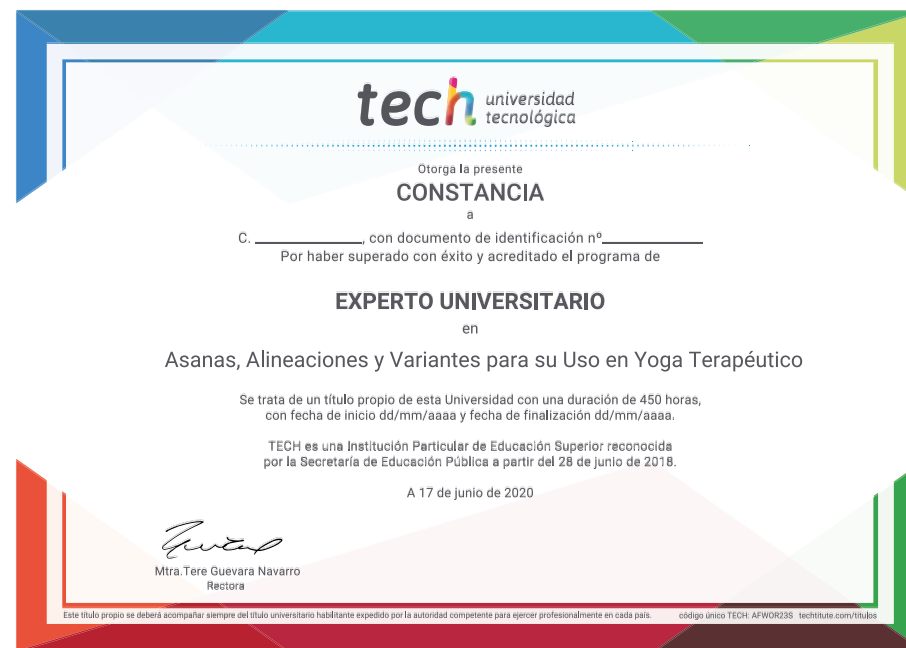 tech universidad
tecnológica
Otorga la presente
CONSTANCIA
a
C. ____________, con documento de identificación nº____________
Por haber superado con éxito y acreditado el programa de
EXPERTO UNIVERSITARIO
en
Asanas, Alineaciones y Variantes para su Uso en Yoga Terapéutico
Se trata de un título propio de esta Universidad con una duración de 450 horas,
con fecha de inicio dd/mm/aaaa y fecha de finalización dd/mm/aaaa.
TECH es una Institución Particular de Educación Superior reconocida
por la Secretaría de Educación Pública a partir del 28 de junio de 2018.
A 17 de junio de 2020
Mtra.Tere Guevara Navarro
Rectora
Este título propio se deberá acompañar siempre del título universitario habilitante expedido por la autoridad competente para ejercer profesionalmente en cada país. código único TECH: AFWOR23S techtitute.com/títulos